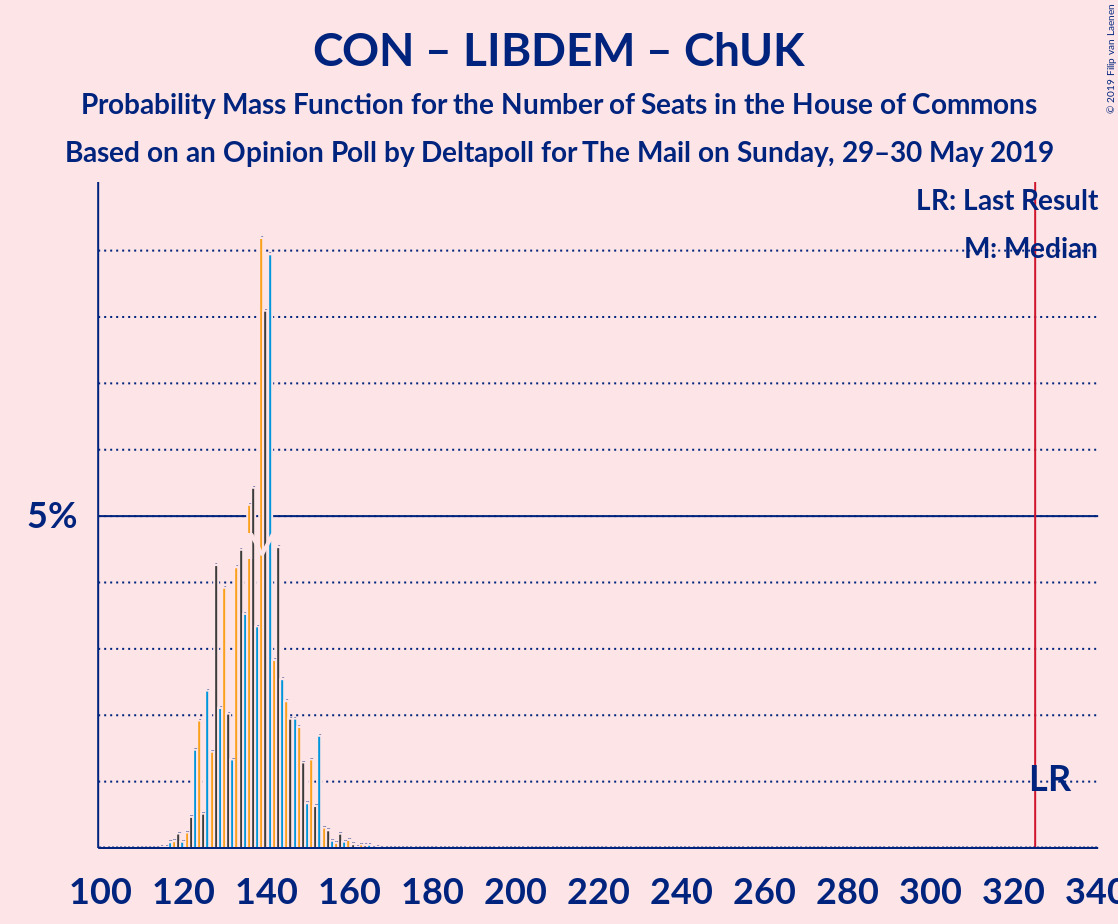 CON – LIBDEM – ChUK
Probability Mass Function for the Number of Seats in the House of Commons
Based on an Opinion Poll by Deltapoll for The Mail on Sunday, 29–30 May 2019
© 2019 Filip van Laenen
LR: Last Result
M: Median
5%
LR
100 120 140 160 180 200 220 240 260 280 300 320 340